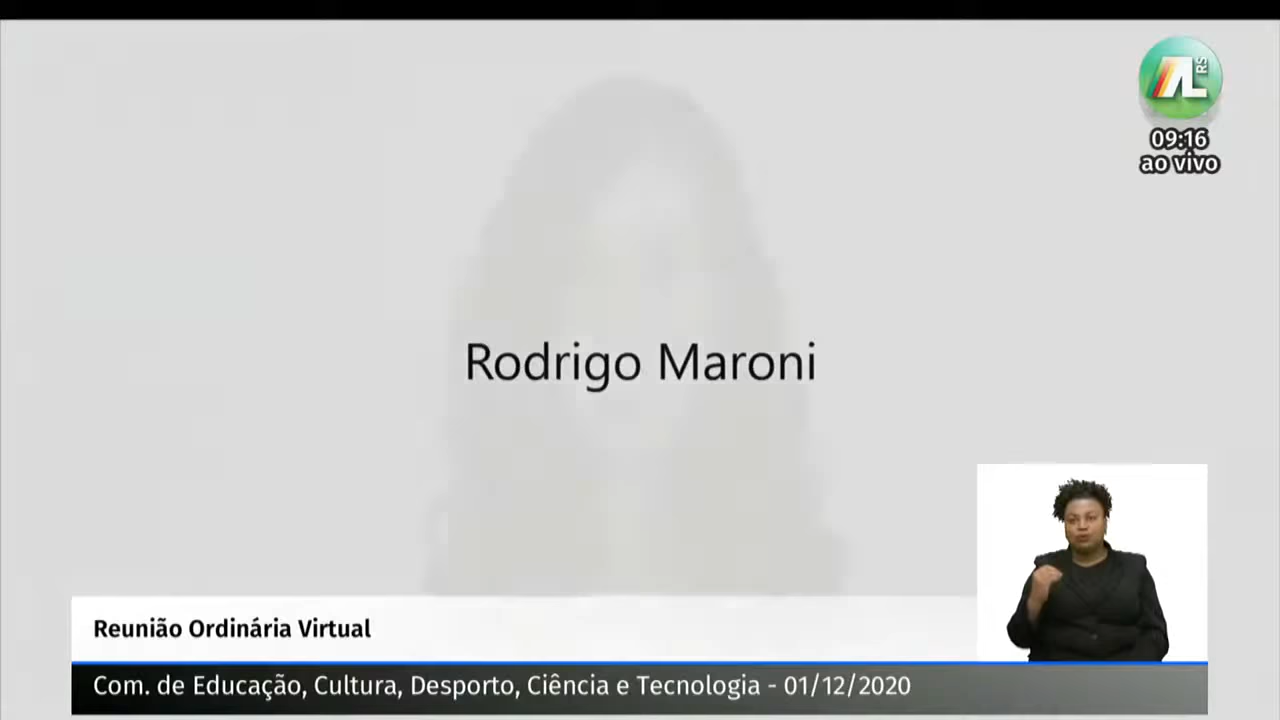 AL
RS
09:16
ao vivo
Rodrigo Maroni
Reunião Ordinária Virtual
Com. de Educação, Cultura, Desporto, Ciência e Tecnologia - 01/12/2020